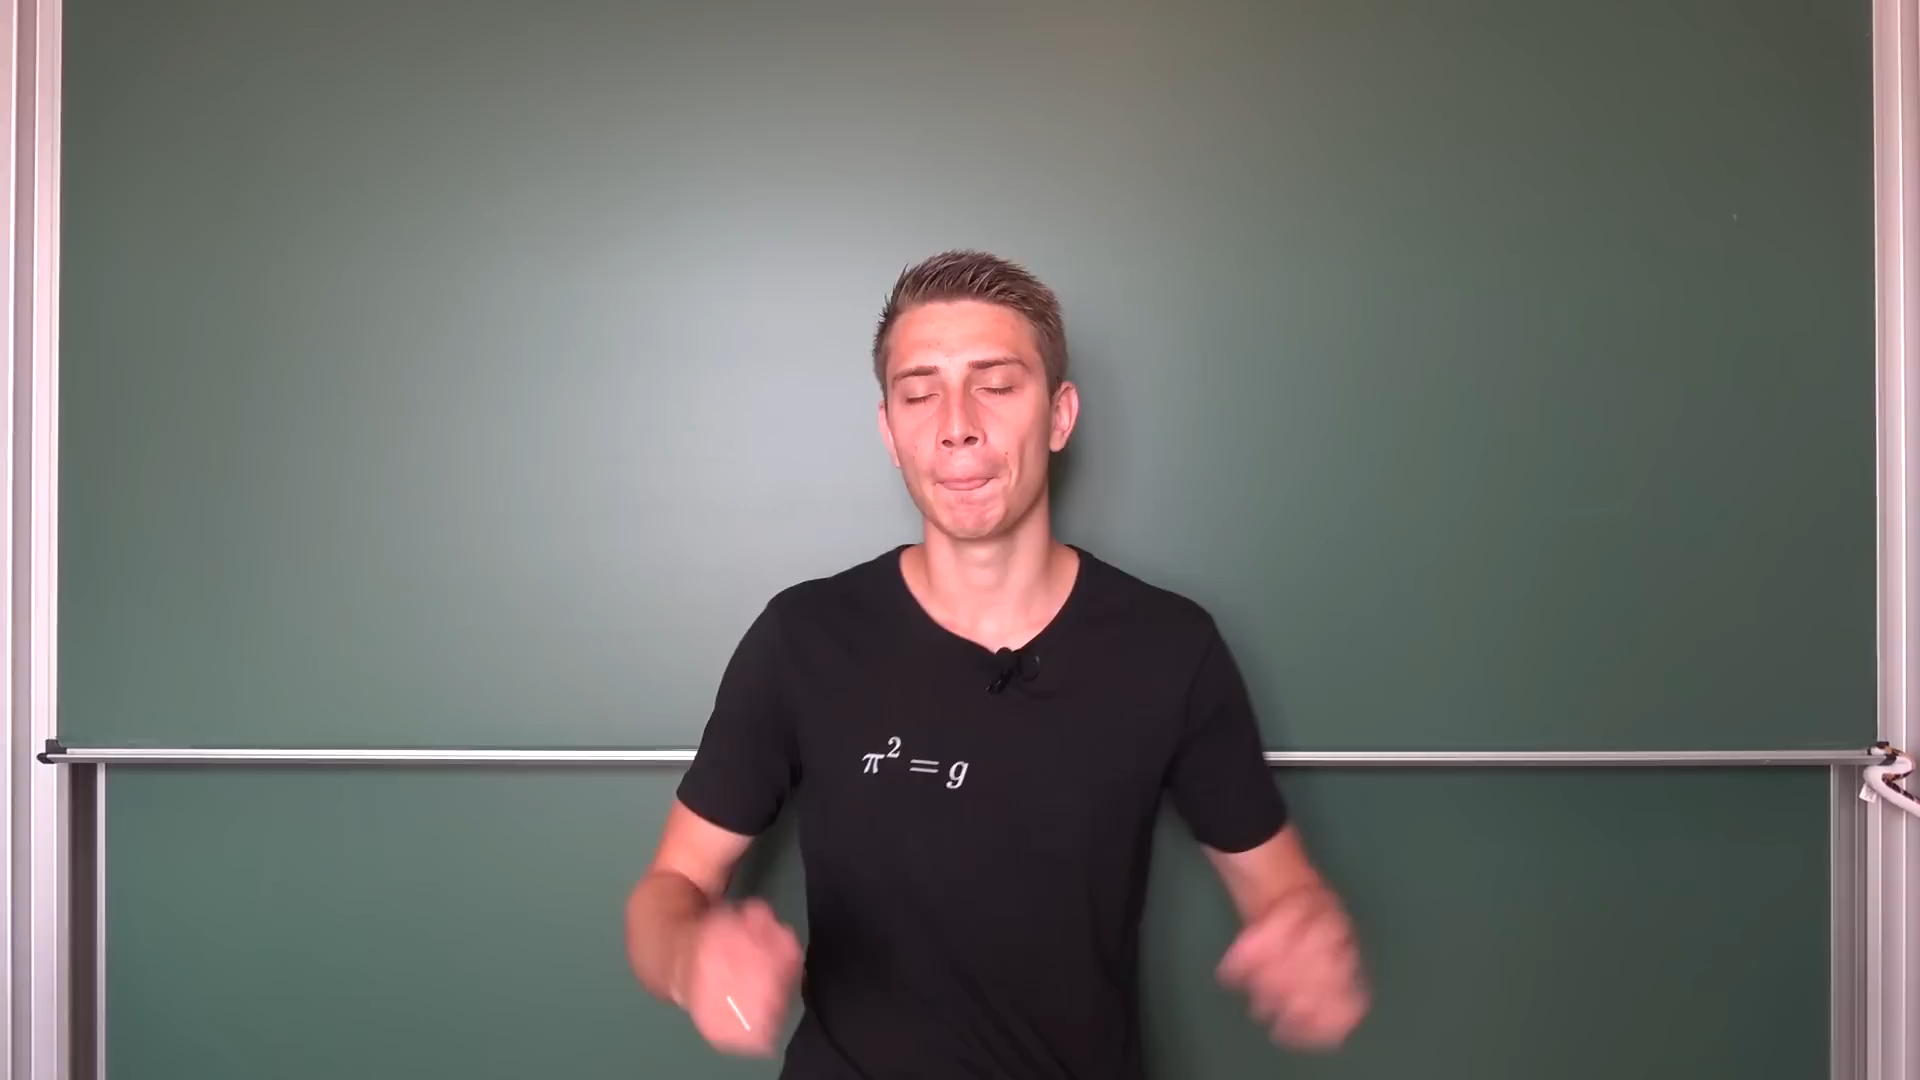 π² = g